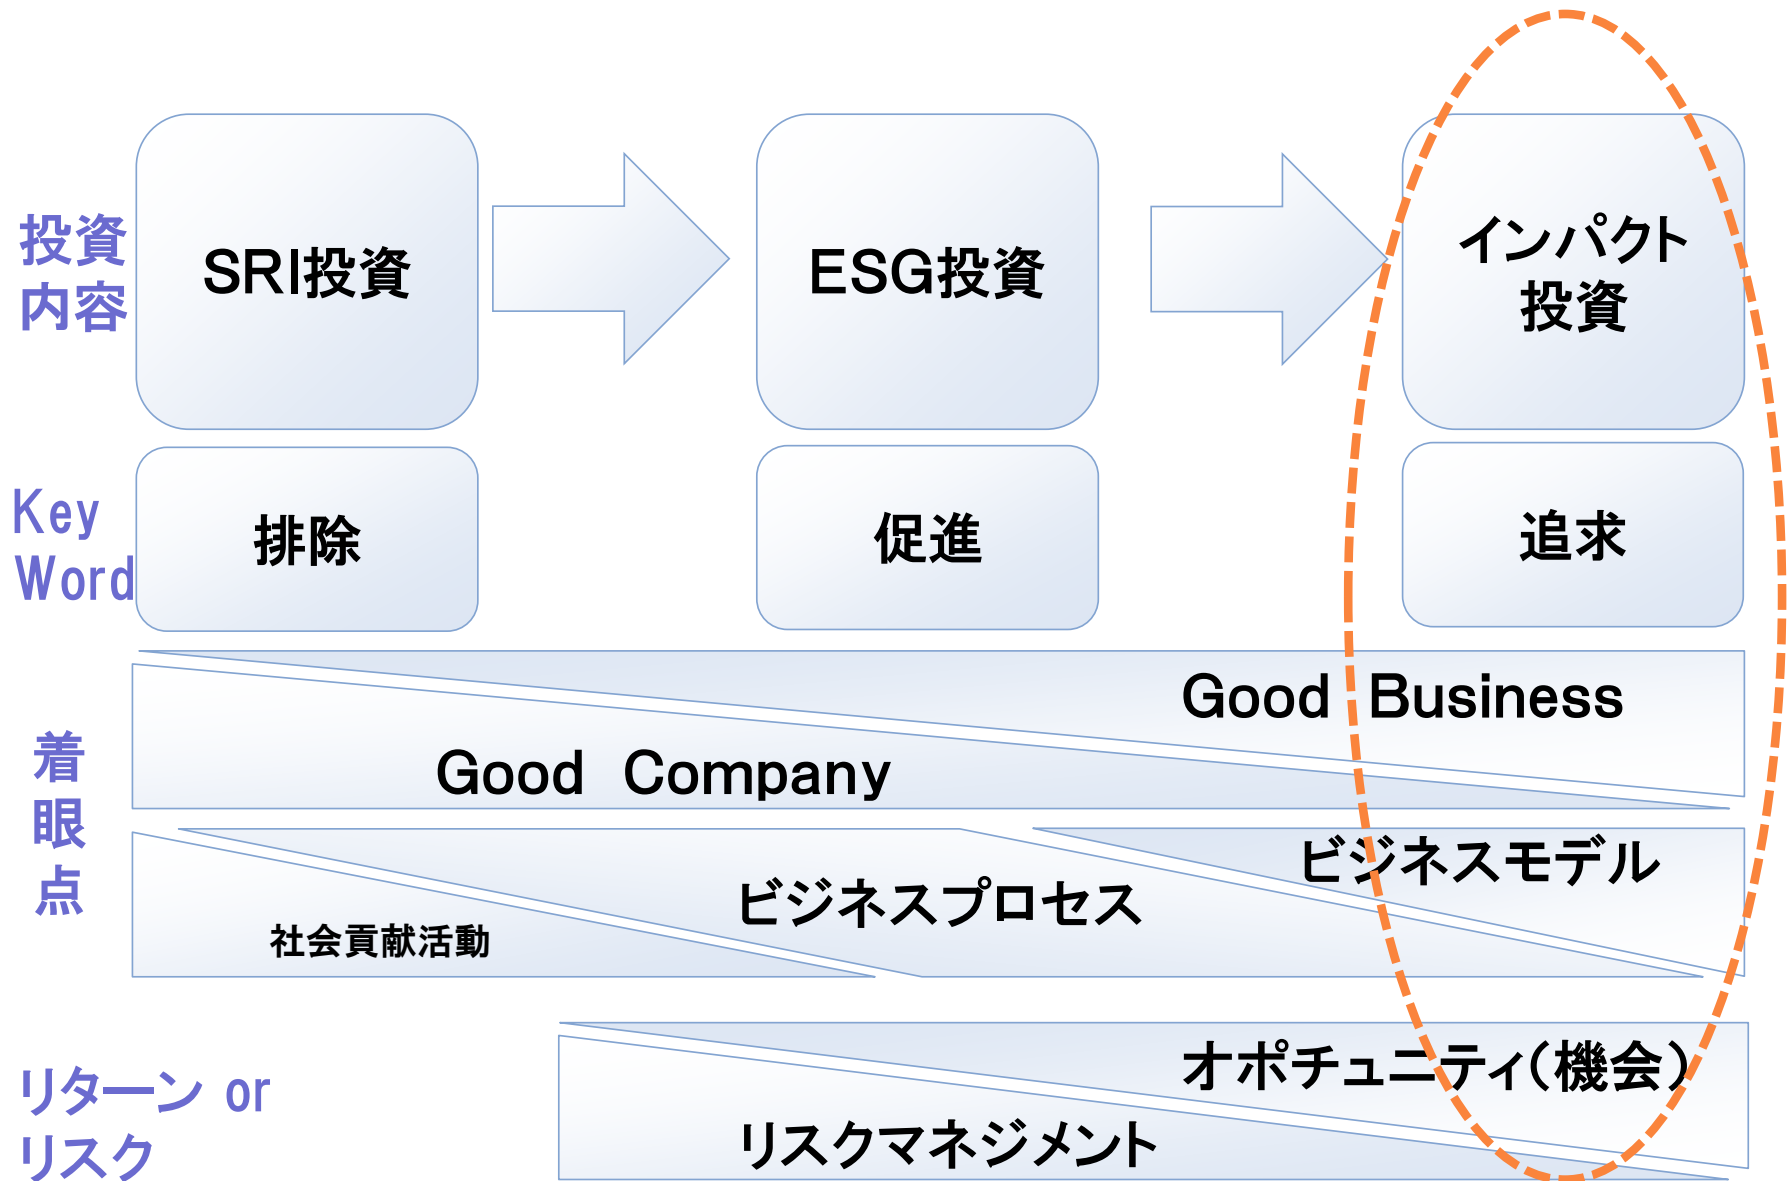 投資
内容
SRI投資
ESG投資
インパクト
投資
Key
Word
排除
促進
追求
着
眼
点
Good Business
Good Company
ビジネスモデル
ビジネスプロセス
社会貢献活動
リターン or
リスク
オポチュニティ(機会)
リスクマネジメント